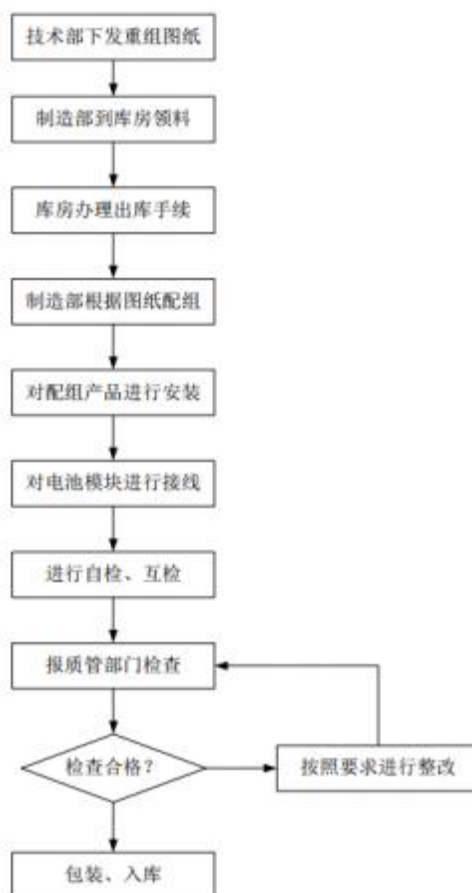 技术部下发重组图纸
制造部到库房领料
库房办理出库手续
制造部根据图纸配组
对配组产品进行安装
对电池模块进行接线
进行自检、互检
报质管部门检查
检查合格？
按照要求进行整改
包装、入库